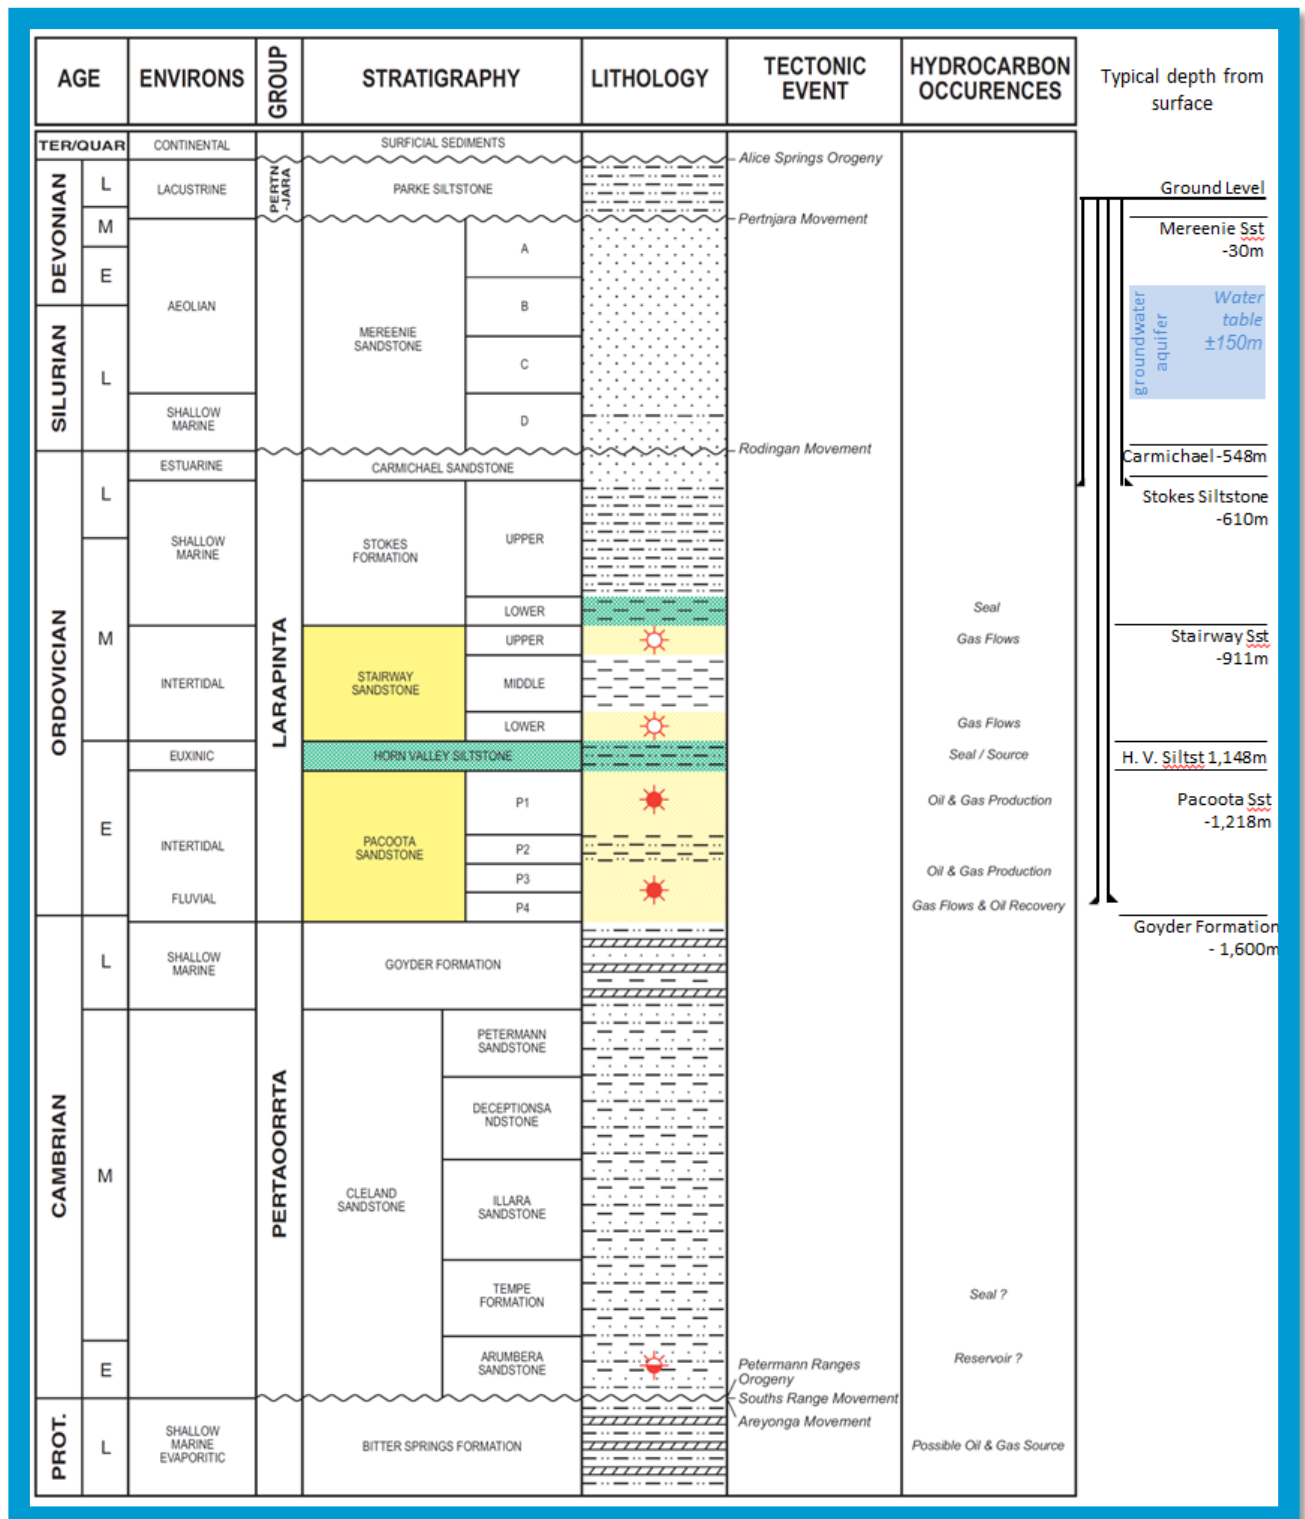 AGE
ENVIRONS
GROUP
STRATIGRAPHY
LITHOLOGY
TECTONIC
EVENT
HYDROCARBON
OCCURENCES
Typical depth from
surface
TER/QUAR
CONTINENTAL
SURFICIAL SEDIMENTS
Alice Springs Orogeny
DEVONIAN
L
LACUSTRINE
PERTN
-JARA
PARKE SILTSTONE
Ground Level
M
Pertnjara Movement
Mereenie Sst
-30m
E
AEOLIAN
MEREENIE
SANDSTONE
A
B
C
D
groundwater
aquifer
Water
table
±150m
SILURIAN
L
SHALLOW
MARINE
Rodingan Movement
Carmichael -548m
ORDOVICIAN
L
ESTUARINE
LARAPINTA
CARMICHAEL SANDSTONE
Stokes Siltstone
-610m
SHALLOW
MARINE
STOKES
FORMATION
UPPER
LOWER
Seal
M
INTERTIDAL
STAIRWAY
SANDSTONE
UPPER
Gas Flows
Stairway Sst
-911m
MIDDLE
LOWER
Gas Flows
E
EUXINIC
HORN VALLEY SILTSTONE
Seal / Source
H. V. Siltst 1,148m
INTERTIDAL
FLUVIAL
PACOOTA
SANDSTONE
P1
Oil & Gas Production
Pacoota Sst
-1,218m
P2
P3
Oil & Gas Production
P4
Gas Flows & Oil Recovery
Goyder Formation
- 1,600m
CAMBRIAN
L
SHALLOW
MARINE
PERTAORRTA
GOYDER FORMATION
M
CLELAND
SANDSTONE
PETERMANN
SANDSTONE
DECEPTIONSA
NDSTONE
ILLARA
SANDSTONE
TEMPE
FORMATION
Seal ?
E
ARUMBERA
SANDSTONE
Reservoir ?
Petermann Ranges
Orogeny
Souths Range Movement
Areyonga Movement
PROT.
L
SHALLOW
MARINE
EVAPORITIC
BITTER SPRINGS FORMATION
Possible Oil & Gas Source